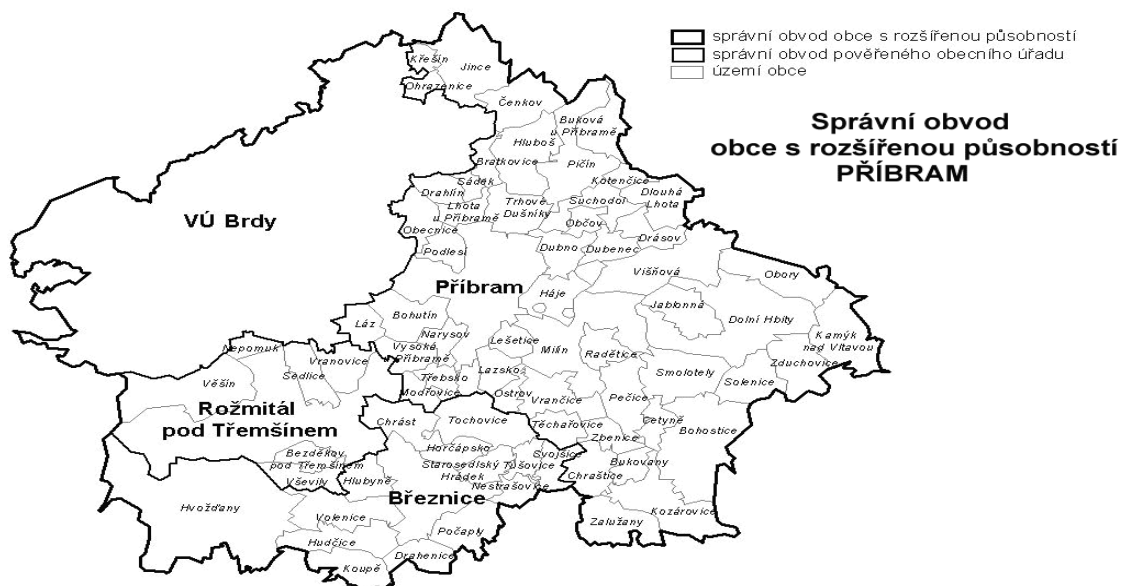 správní obvod obce s rozšířenou působností
správní obvod pověřeného obecního úřadu
území obce
Správní obvod
obce s rozšířenou působností
PŘÍBRAM
Křešín
Jince
Ohrazenice
Čenkov
Buková
u Příbramě
Hluboš
Bratkovice
Pičín
Sádek
Kotenčice
Drahlín
Lhota
u Příbramě
Trhové
Dušníky
Suchodol
Dlouhá
Lhota
VÚ Brdy
Obecnice
Občov
Drásov
Podlesí
Dubno
Dubenec
Višňová
Obory
Příbram
Háje
Jablonná
Dolní Hbity
Bohutín
Láz
Narysov
Lešetice
Kamýk
nad Vltavou
Vysoká
u Příbramě
Milín
Radětice
Nepomuk
Vranovice
Zduchovice
Sedlice
Třebsko
Lazsko
Smolotely
Solenice
Věšín
Modřovice
Ostrov
Pečice
Vrančice
Rožmitál
pod Třemšínem
Chrást
Tochovice
Těchařovice
Cetyně
Bohostice
Zbenice
Horčápsko
Bezděkov
pod Třemšínem
Svojšice
Starosedlský
Hrádek
Tušovice
Bukovany
Chraštice
Vševily
Hlubyně
Nestrašovice
Březnice
Hvožďany
Kozárovice
Volenice
Zalužany
Počaply
Hudčice
Drahenice
Koupě